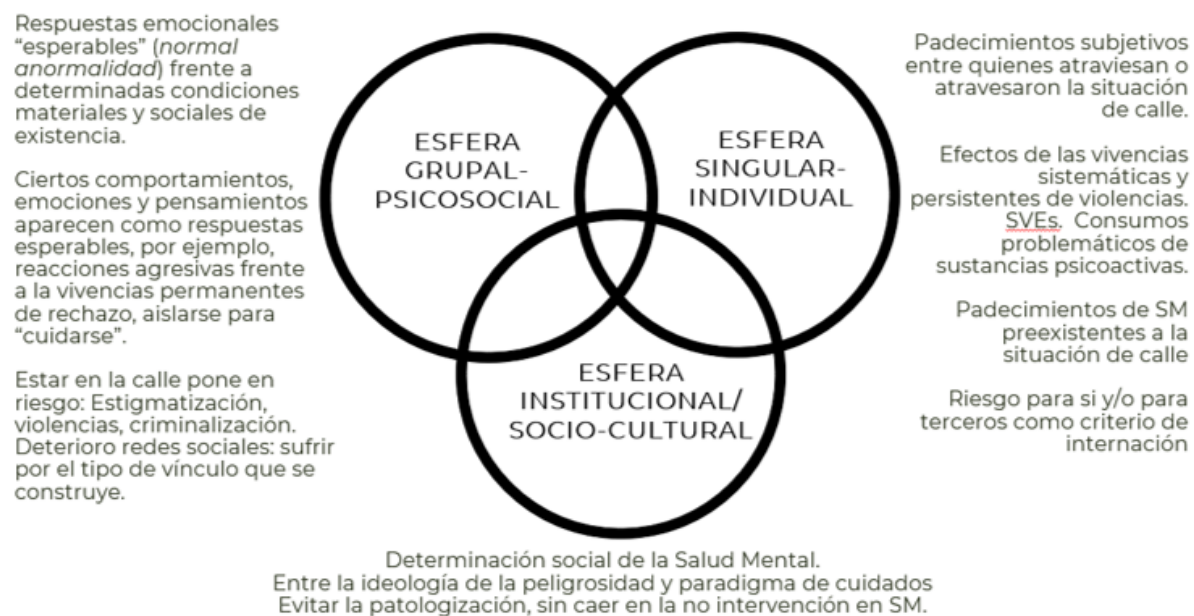 Respuestas emocionales
“esperables” (normal
anormalidad) frente a
determinadas condiciones
materiales y sociales de
existencia.
Ciertos comportamientos,
emociones y pensamientos
aparecen como respuestas
esperables, por ejemplo,
reacciones agresivas frente
a la vivencias permanentes
de rechazo, aislarse para
“cuidarse”.
Estar en la calle pone en
riesgo: Estigmatización,
violencias, criminalización.
Deterioro redes sociales: sufrir
por el tipo de vínculo que se
construye.
ESFERA
GRUPAL-
PSICOSOCIAL
ESFERA
SINGULAR-
INDIVIDUAL
ESFERA
INSTITUCIONAL/
SOCIO-CULTURAL
Padecimientos subjetivos
entre quienes atraviesan o
atravesaron la situación
de calle.
Efectos de las vivencias
sistemáticas y
persistentes de violencias.
SVEs. Consumos
problemáticos de
sustancias psicoactivas.
Padecimientos de SM
preexistentes a la
situación de calle
Riesgo para si y/o para
terceros como criterio de
internación
Determinación social de la Salud Mental.
Entre la ideología de la peligrosidad y paradigma de cuidados
Evitar la patologización, sin caer en la no intervención en SM.